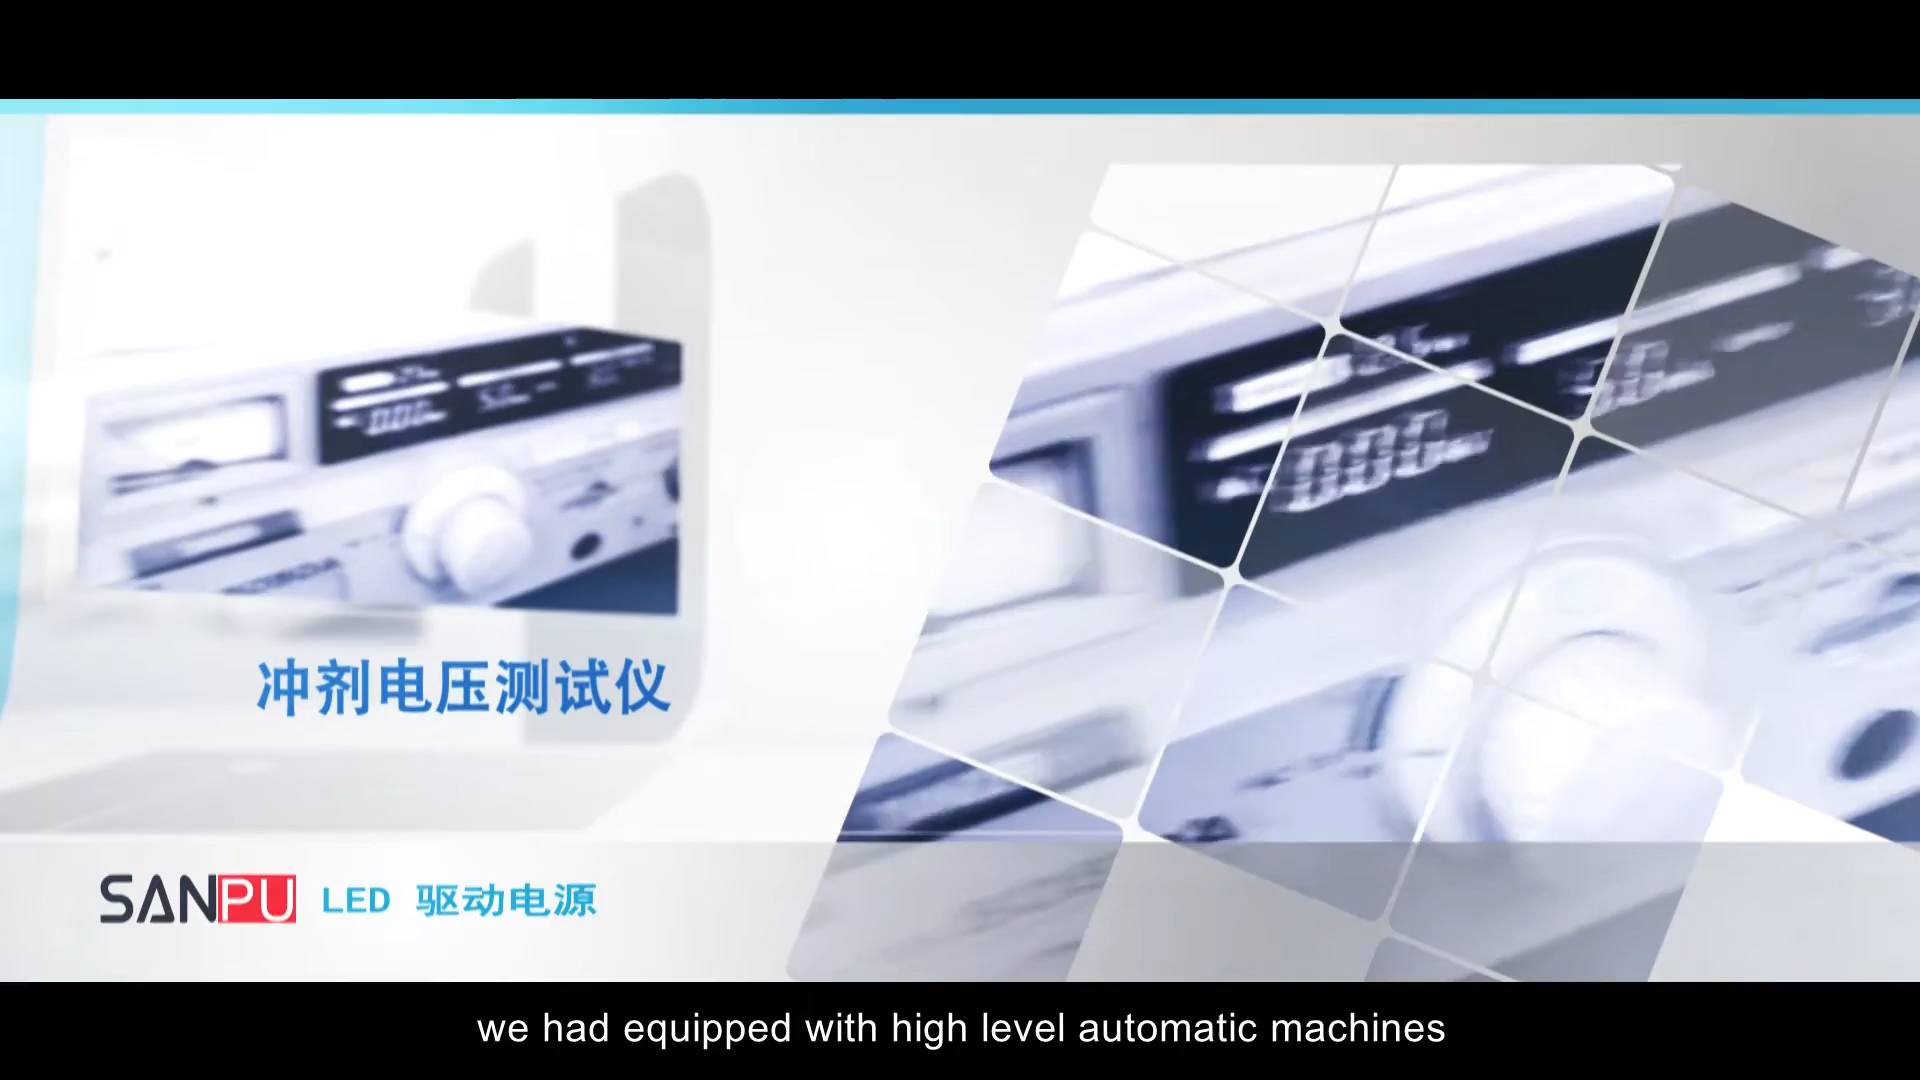 冲剂电压测试仪
SANPU LED 驱动电源
we had equipped with high level automatic machines